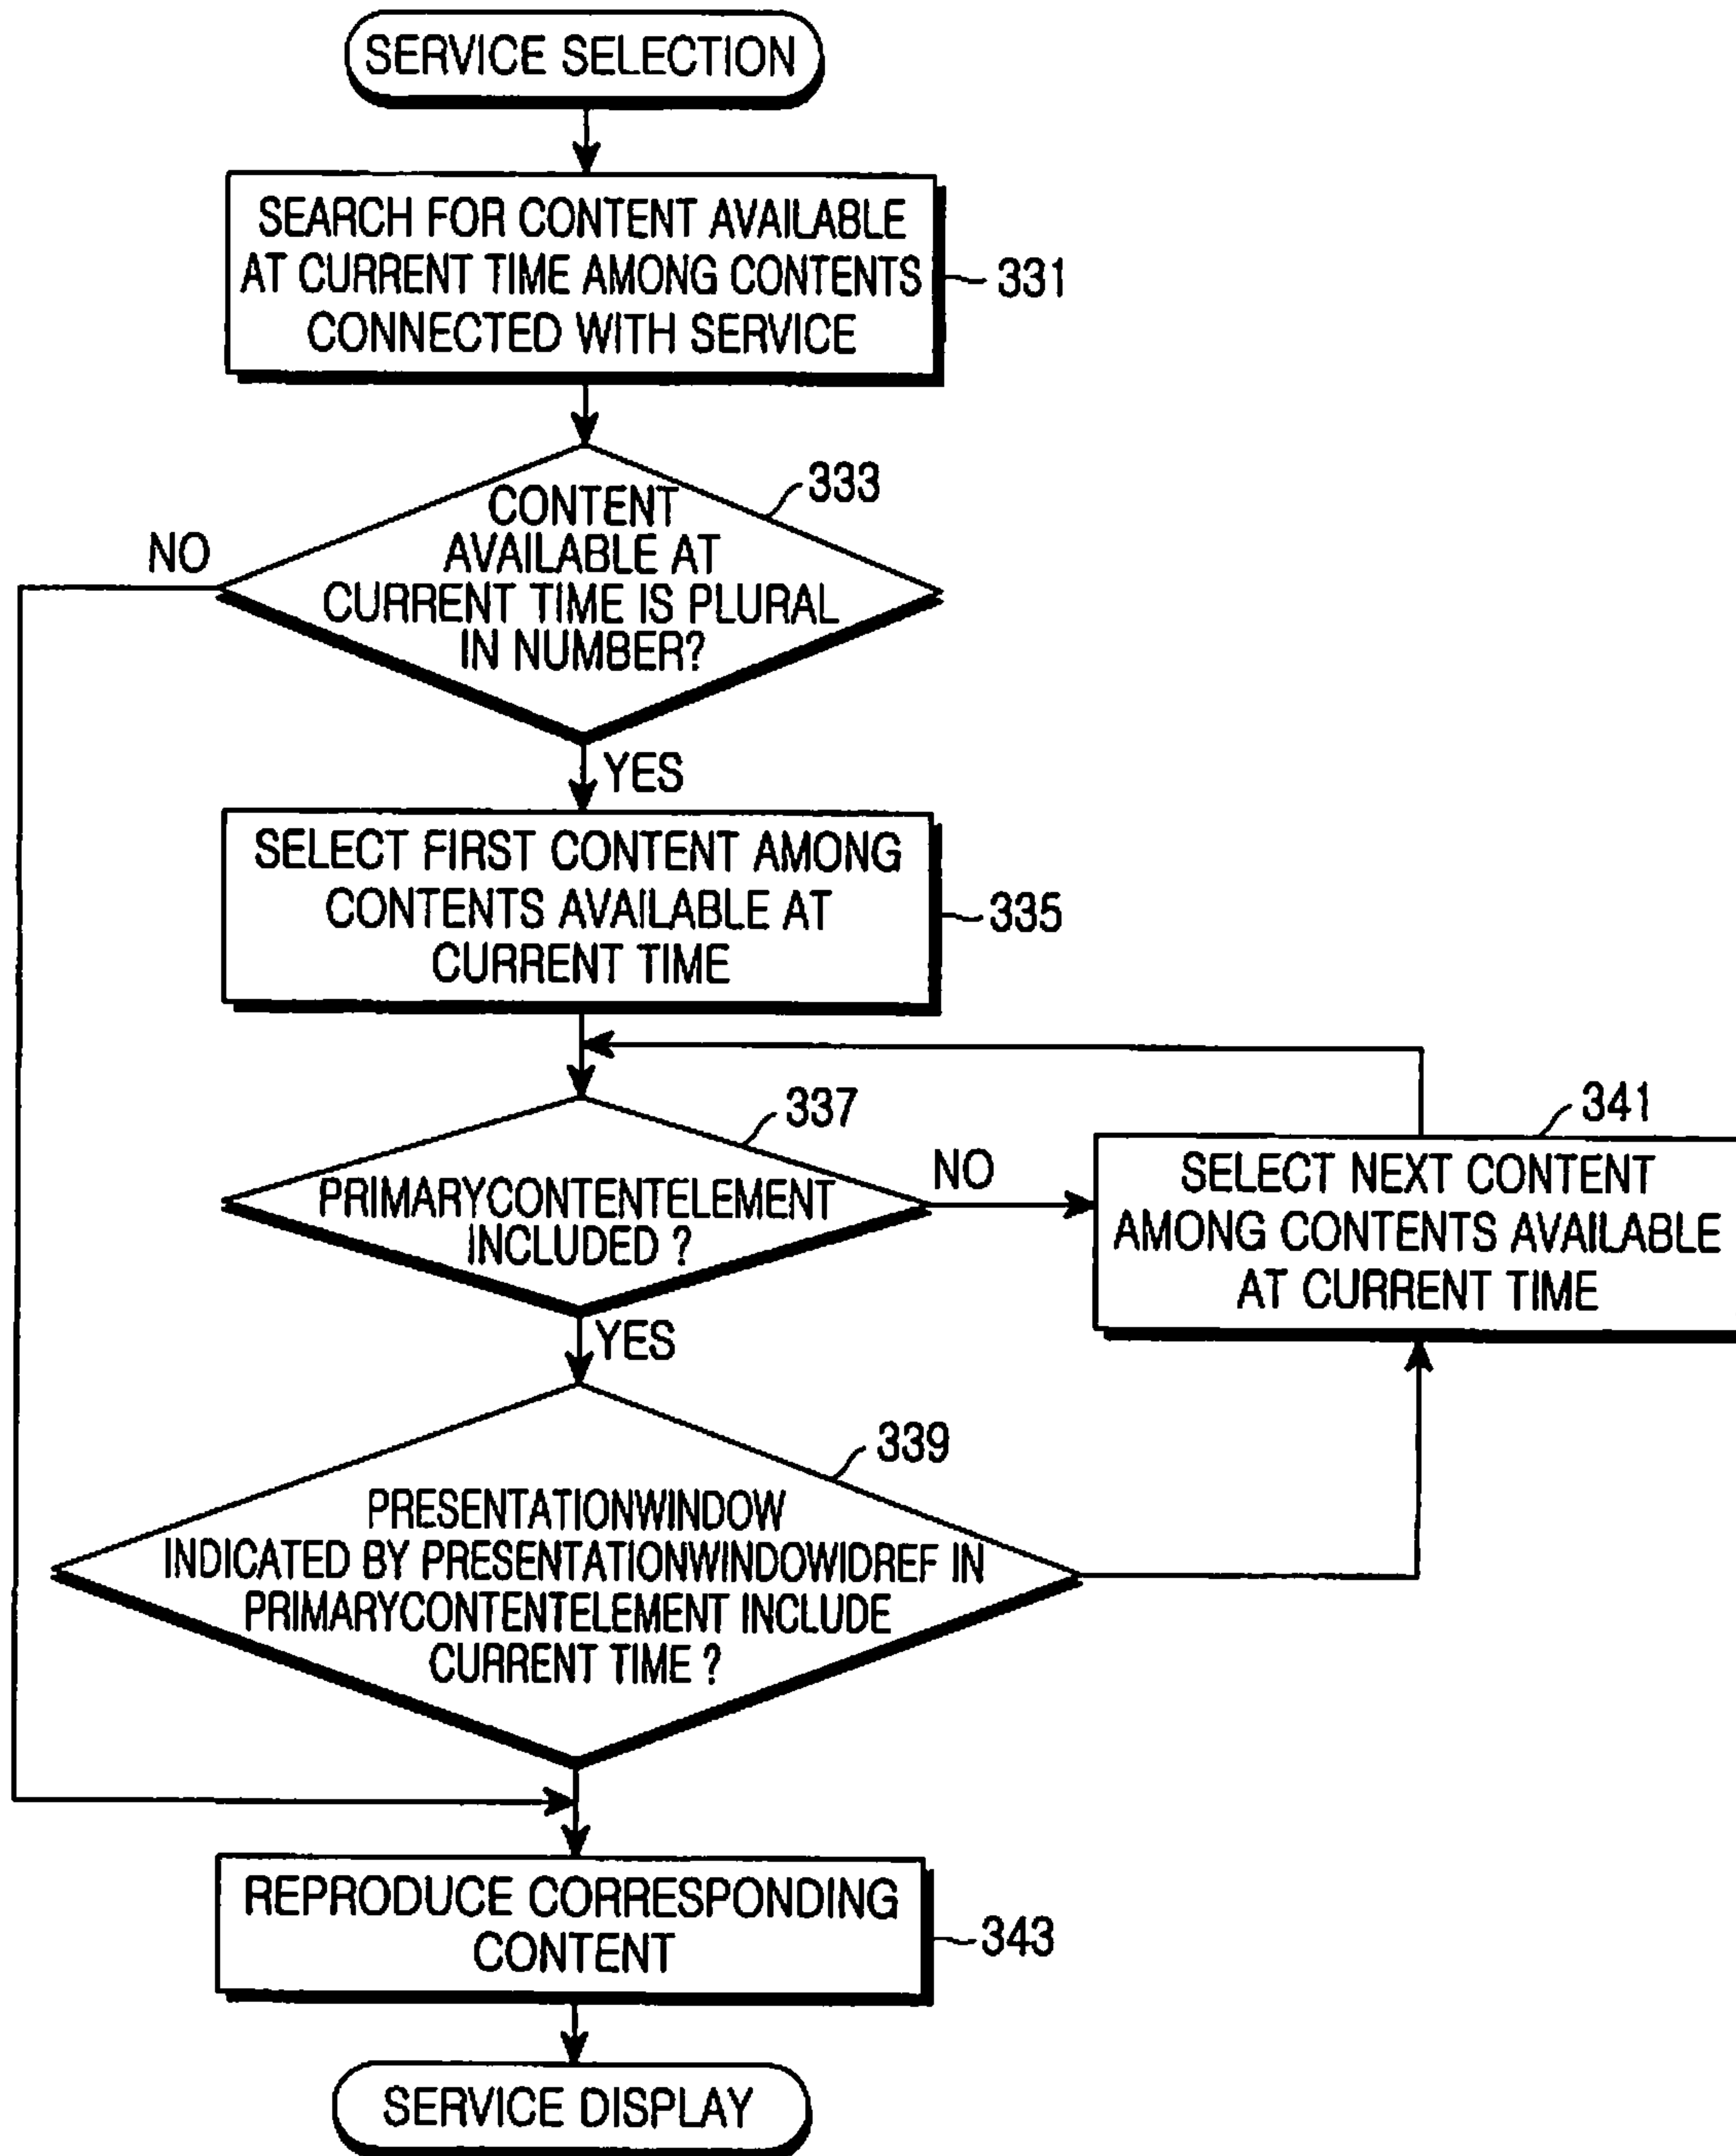 SERVICE SELECTION
SEARCH FOR CONTENT AVAILABLE
AT CURRENT TIME AMONG CONTENTS
CONNECTED WITH SERVICE
331
333
CONTENT
AVAILABLE AT
CURRENT TIME IS PLURAL
IN NUMBER?
NO
YES
SELECT FIRST CONTENT AMONG
CONTENTS AVAILABLE AT
CURRENT TIME
335
337
PRIMARYCONTENTELEMENT
INCLUDED ?
NO
341
SELECT NEXT CONTENT
AMONG CONTENTS AVAILABLE
AT CURRENT TIME
YES
339
PRESENTATIONWINDOW
INDICATED BY PRESENTATIONWINDOWIDREF IN
PRIMARYCONTENTELEMENT INCLUDE
CURRENT TIME ?
REPRODUCE CORRESPONDING
CONTENT
343
SERVICE DISPLAY